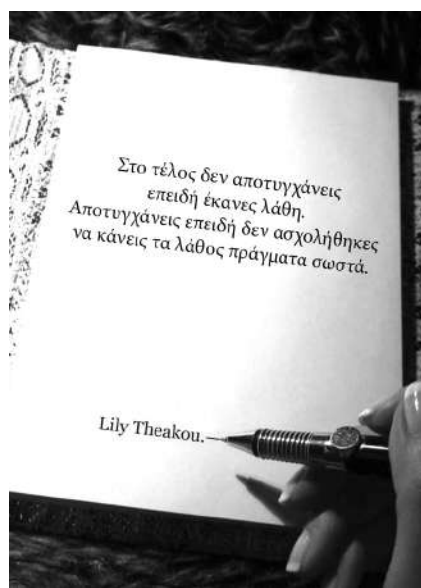 Στο τέλος δεν αποτυγχάνεις
επειδή έκανες λάθη.
Αποτυγχάνεις επειδή δεν ασχολήθηκες
να κάνεις τα λάθος πράγματα σωστά.
Lily Theakou.